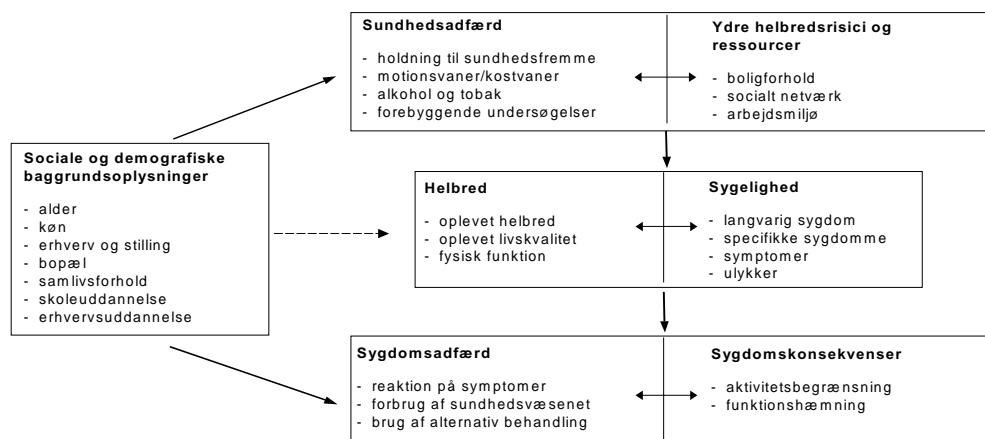 Sundhedsadfærd
- holdning til sundhedsfremme
- motionsvaner/kostvaner
- alkohol og tobak
- forebyggende undersøgelser
Ydre helbredsrisici og
ressourcer
- boligforhold
- socialt netværk
- arbejdsmiljø
Sociale og demografiske
baggrundsoplysninger
- alder
- køn
- erhverv og stilling
- bopæl
- samlivsforhold
- skoleuddannelse
- erhvervsuddannelse
Helbred
- oplevet helbred
- oplevet livskvalitet
- fysisk funktion
Sygelighed
- langvarig sygdom
- specifikke sygdomme
- symptomer
- ulykker
Sygdomsadfærd
- reaktion på symptomer
- forbrug af sundhedsvæsenet
- brug af alternativ behandling
Sygdomskonsekvenser
- aktivitetsbegrænsning
- funktionshæmning